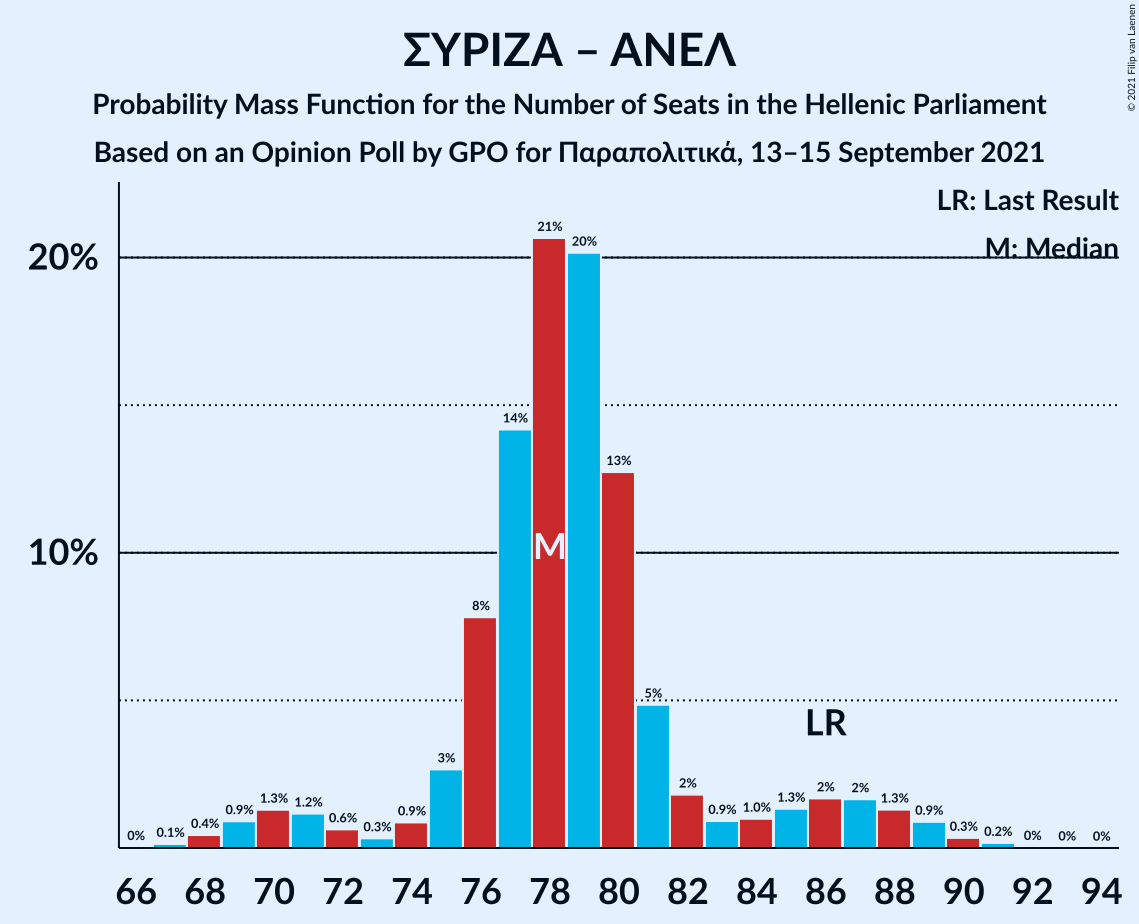 ΣΥΡΙΖΑ – ΑΝΕΛ
Probability Mass Function for the Number of Seats in the Hellenic Parliament
Based on an Opinion Poll by GPO for Παραπολιτικά, 13–15 September 2021
© 2021 Filip van Laenen
LR: Last Result
M: Median
20%
10%
0% 0.1% 0.4% 0.9% 1.3% 1.2% 0.6% 0.3% 0.9% 3% 8% 14% 21% 20% 13% 5% 2% 0.9% 1.0% 1.3% 2% 2% 1.3% 0.9% 0.3% 0.2% 0% 0% 0%
M
LR
66 68 70 72 74 76 78 80 82 84 86 88 90 92 94